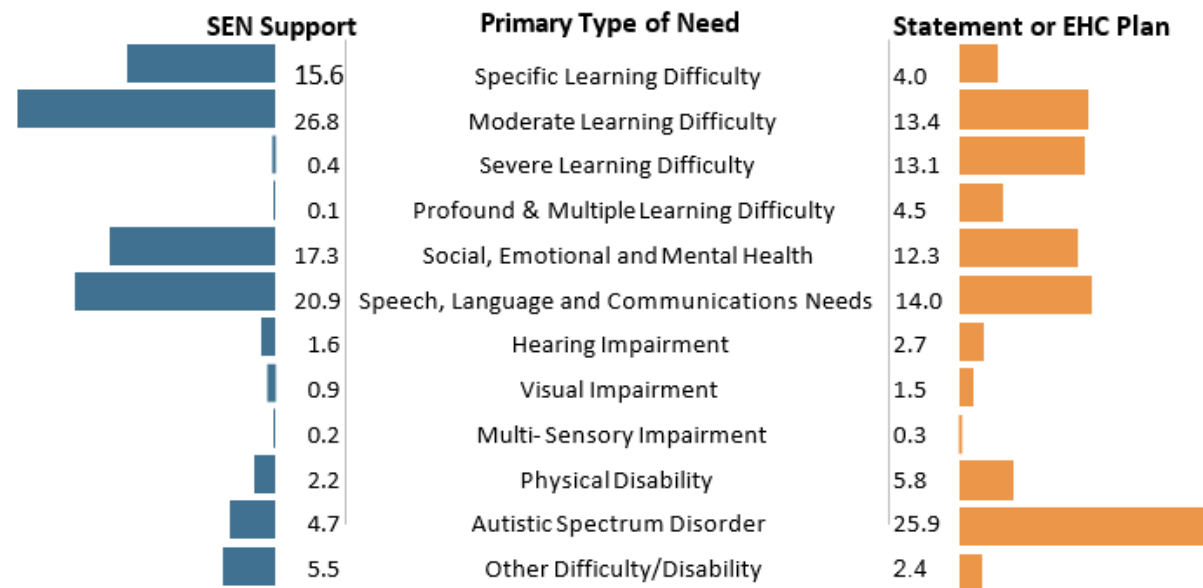 SEN Support Primary Type of Need Statement or EHC Plan
15.6 Specific Learning Difficulty 4.0
26.8 Moderate Learning Difficulty 13.4
0.4 Severe Learning Difficulty 13.1
0.1 Profound & Multiple Learning Difficulty 4.5
17.3 Social, Emotional and Mental Health 12.3
20.9 Speech, Language and Communications Needs 14.0
1.6 Hearing Impairment 2.7
0.9 Visual Impairment 1.5
0.2 Multi- Sensory Impairment 0.3
2.2 Physical Disability 5.8
4.7 Autistic Spectrum Disorder 25.9
5.5 Other Difficulty/Disability 2.4